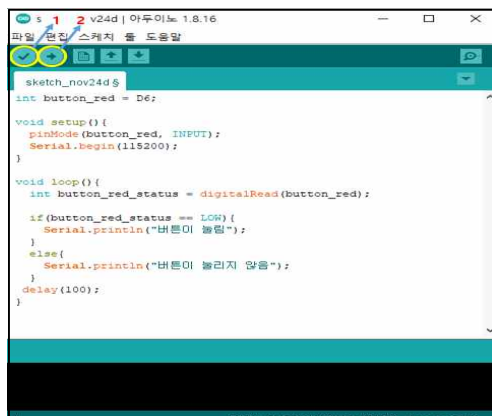 s 1 2 v24d | 아두이노 1.8.16
파일 편집 스케치 툴 도움말
sketch_nov24d §
int button_red = D6;
void setup(){
pinMode(button_red, INPUT);
Serial.begin(115200);
}
void loop(){
int button_red_status = digitalRead(button_red);
if(button_red_status == LOW){
Serial.println("버튼이 눌림");
}
else{
Serial.println("버튼이 눌리지 않음");
}
delay(100);
}